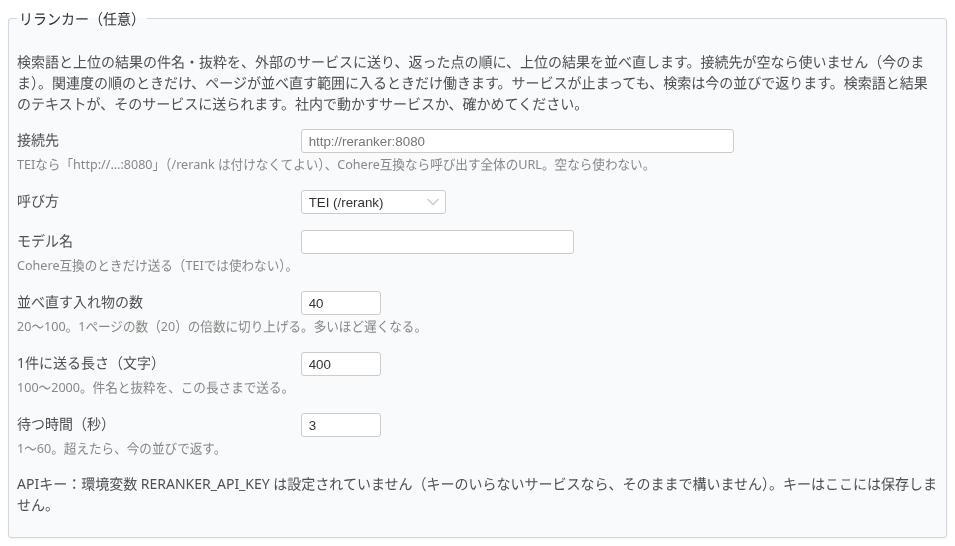 リランカー（任意）
検索語と上位の結果の件名・抜粋を、外部のサービスに送り、返った点の順に、上位の結果を並べ直します。接続先が空なら使いません（今のま
ま）。関連度の順のときだけ、ページが並べ直す範囲に入るときだけ働きます。サービスが止まっても、検索は今の並びで返ります。検索語と結果
のテキストが、そのサービスに送られます。社内で動かすサービスか、確かめてください。
接続先 http://reranker:8080
TEIなら「http://...:8080」（/rerank は付けなくてよい）、Cohere互換なら呼び出す全体のURL。空なら使わない。
呼び方 TEI (/rerank)
モデル名
Cohere互換のときだけ送る（TEIでは使わない）。
並べ直す入れ物の数 40
20〜100。1ページの数（20）の倍数に切り上げる。多いほど遅くなる。
1件に送る長さ（文字） 400
100〜2000。件名と抜粋を、この長さまで送る。
待つ時間（秒） 3
1〜60。超えたら、今の並びで返す。
APIキー：環境変数 RERANKER_API_KEY は設定されていません（キーのいらないサービスなら、そのままで構いません）。キーはここには保存しま
せん。